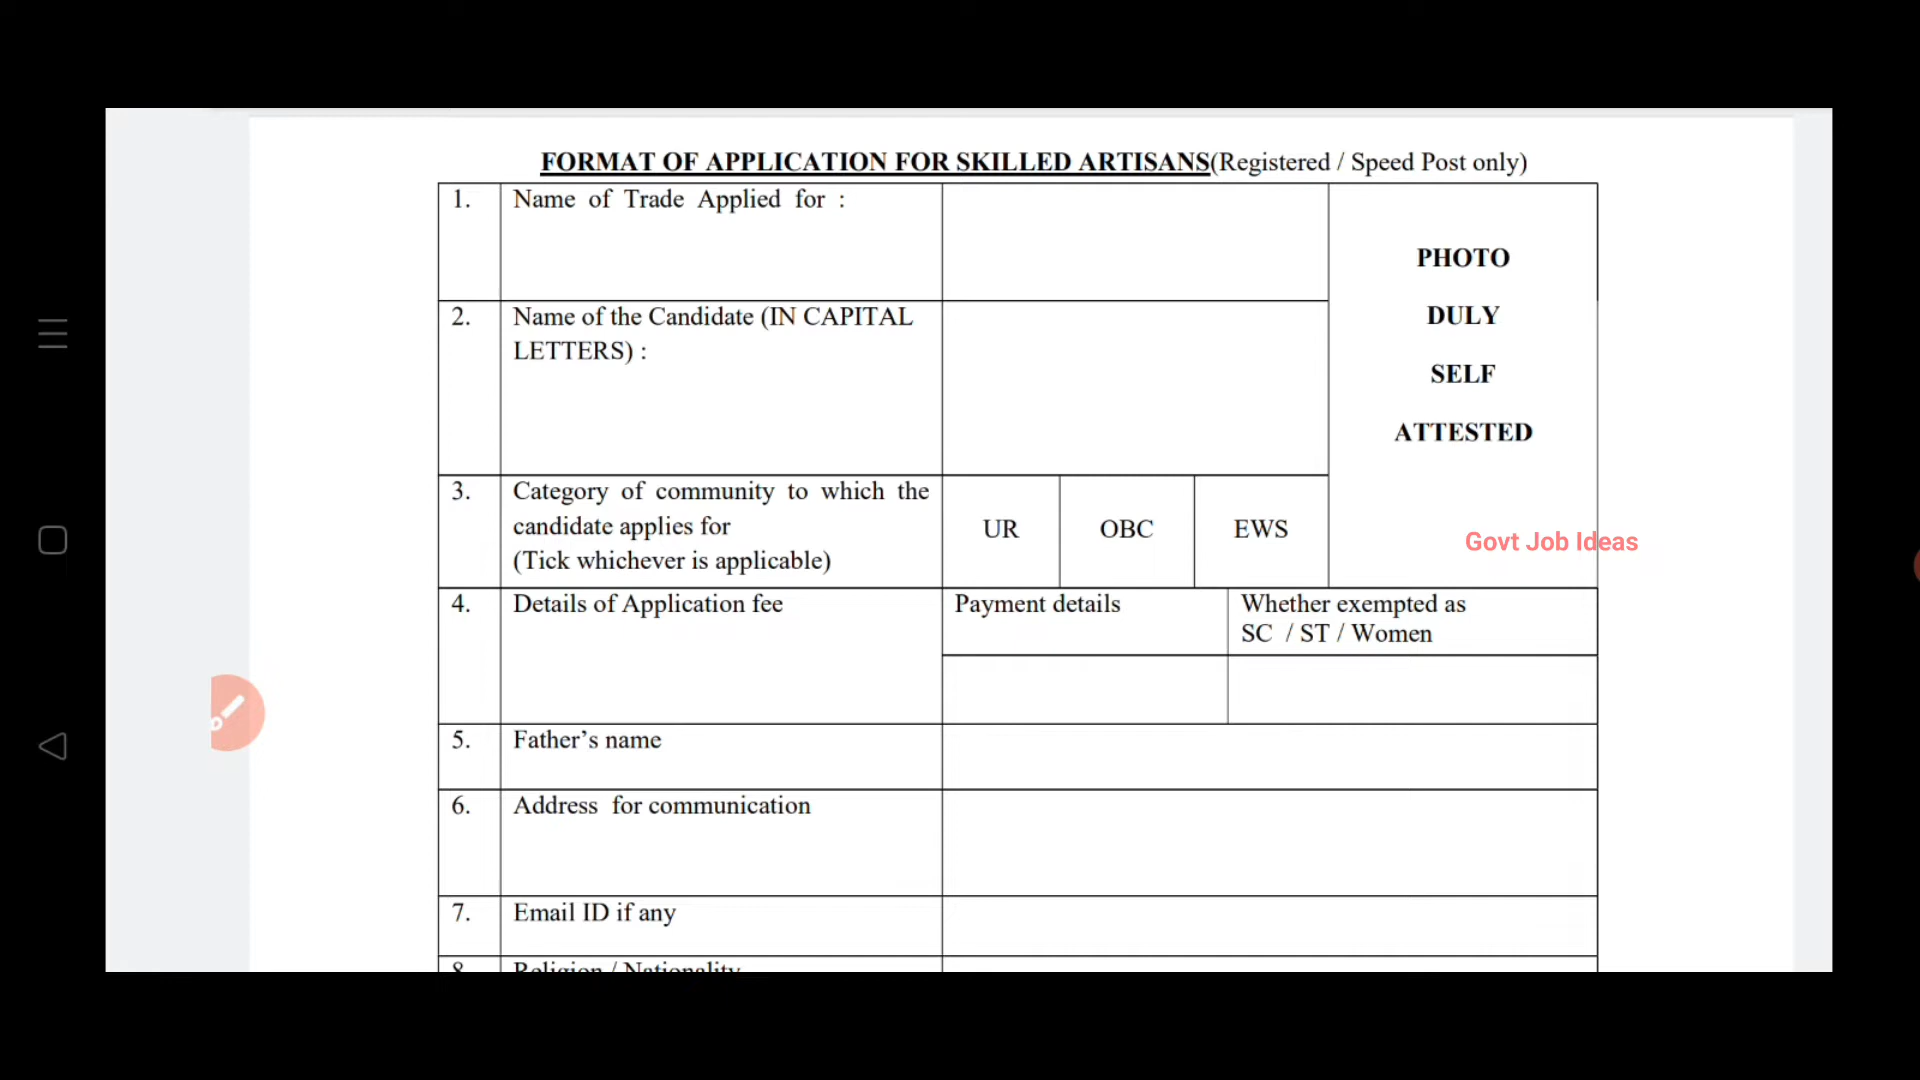 FORMAT OF APPLICATION FOR SKILLED ARTISANS(Registered / Speed Post only)
1. Name of Trade Applied for :
PHOTO
DULY
SELF
ATTESTED
2. Name of the Candidate (IN CAPITAL
LETTERS) :
3. Category of community to which the
candidate applies for
(Tick whichever is applicable)
UR OBC EWS
Govt Job Ideas
4. Details of Application fee
Payment details
Whether exempted as
SC / ST / Women
5. Father’s name
6. Address for communication
7. Email ID if any
8. Religion / Nationality